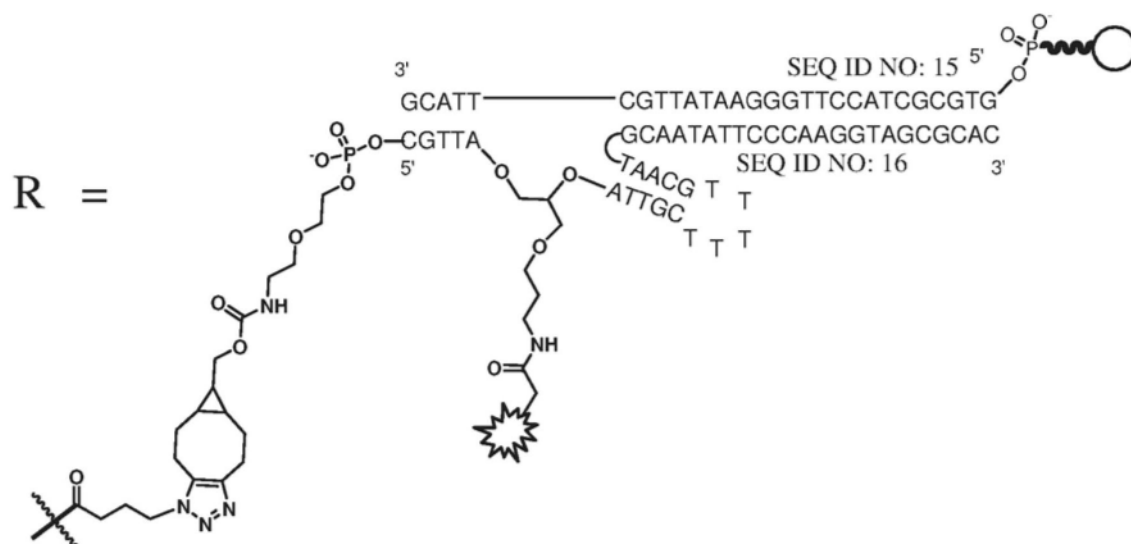 O O⁻
P
5'
SEQ ID NO: 15
O
3'
GCATT CGTTATAAGGGTTCCATCGCGTG
O
⁻O P O CGTTA GCAATATTCCCAAGGTAGCGCAC
O 5' SEQ ID NO: 16 3'
R =
O O TAACG T T
ATTGC T
T T T
O O
O NH
O
NH
O
O
N N N